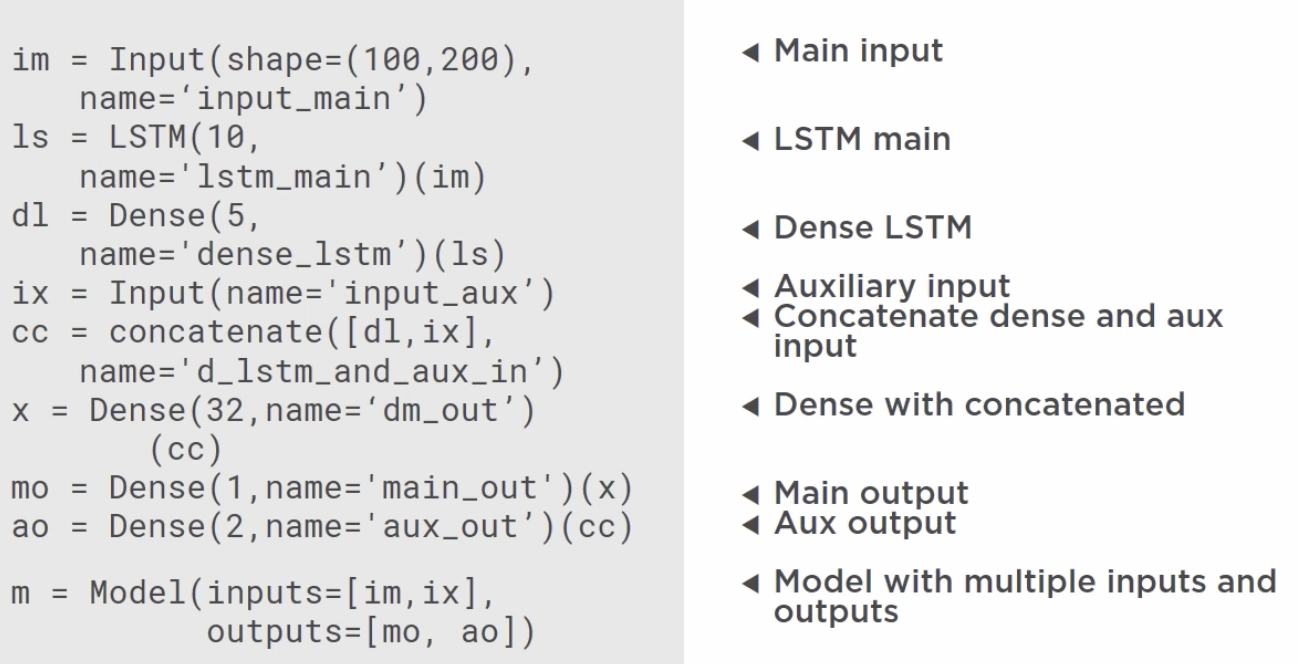 im = Input(shape=(100,200),
    name=‘input_main’)
ls = LSTM(10,
    name='lstm_main’)(im)
dl = Dense(5,
    name='dense_lstm’)(ls)
ix = Input(name='input_aux’)
cc = concatenate([dl,ix],
    name='d_lstm_and_aux_in’)
x = Dense(32,name=‘dm_out’)
       (cc)
mo = Dense(1,name='main_out')(x)
ao = Dense(2,name='aux_out’)(cc)
m = Model(inputs=[im,ix],
          outputs=[mo, ao])
◄ Main input
◄ LSTM main
◄ Dense LSTM
◄ Auxiliary input
◄ Concatenate dense and aux
input
◄ Dense with concatenated
◄ Main output
◄ Aux output
◄ Model with multiple inputs and
outputs